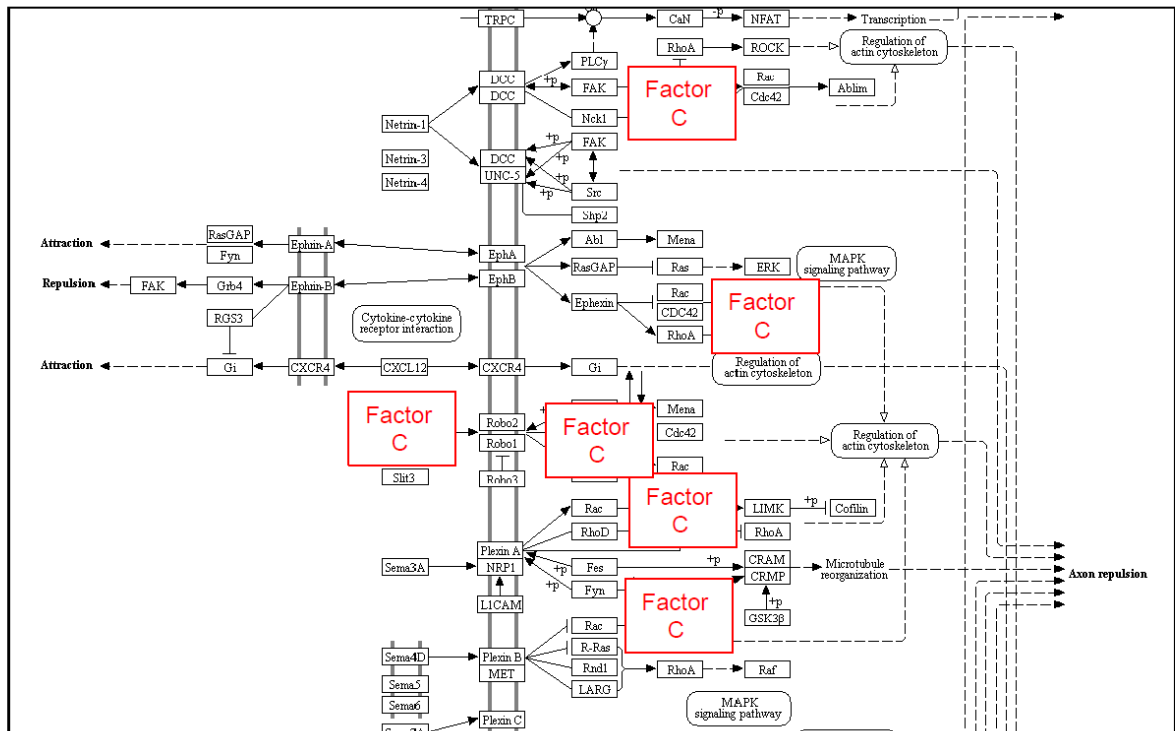 TRPC
CaN
-p
NFAT
Transcription
RhoA
ROCK
Regulation of
actin cytoskeleton
PLCγ
DCC
DCC
+p
FAK
Factor
C
Rac
Cdc42
Ablim
Nck1
Netrin-1
+p
FAK
Netrin-3
DCC
+p
UNC-5
Netrin-4
+p
Src
Shp2
RasGAP
Attraction
Ephrin-A
Fyn
EphA
Abl
Mena
MAPK
signaling pathway
RasGAP
Ras
ERK
Repulsion
FAK
Grb4
Ephrin-B
EphB
Ephexin
Rac
CDC42
RhoA
Factor
C
RGS3
Cytokine-cytokine
receptor interaction
Attraction
Gi
CXCR4
CXCL12
CXCR4
Gi
Regulation of
actin cytoskeleton
Factor
C
Robo2
Robo1
Factor
C
Mena
Cdc42
Regulation of
actin cytoskeleton
Rac
Slit3
Robo3
Factor
C
Rac
LIMK
+p
Cofilin
RhoD
RhoA
Plexin A
NRP1
Sema3A
+p
Fes
+p
CRAM
CRMP
Microtubule
reorganization
Axon repulsion
+p
Fyn
L1CAM
Factor
C
+p
GSK3β
Rac
Sema4D
Plexin B
MET
R-Ras
Rnd1
LARG
RhoA
Raf
Sema5
Sema6
MAPK
signaling pathway
Plexin C